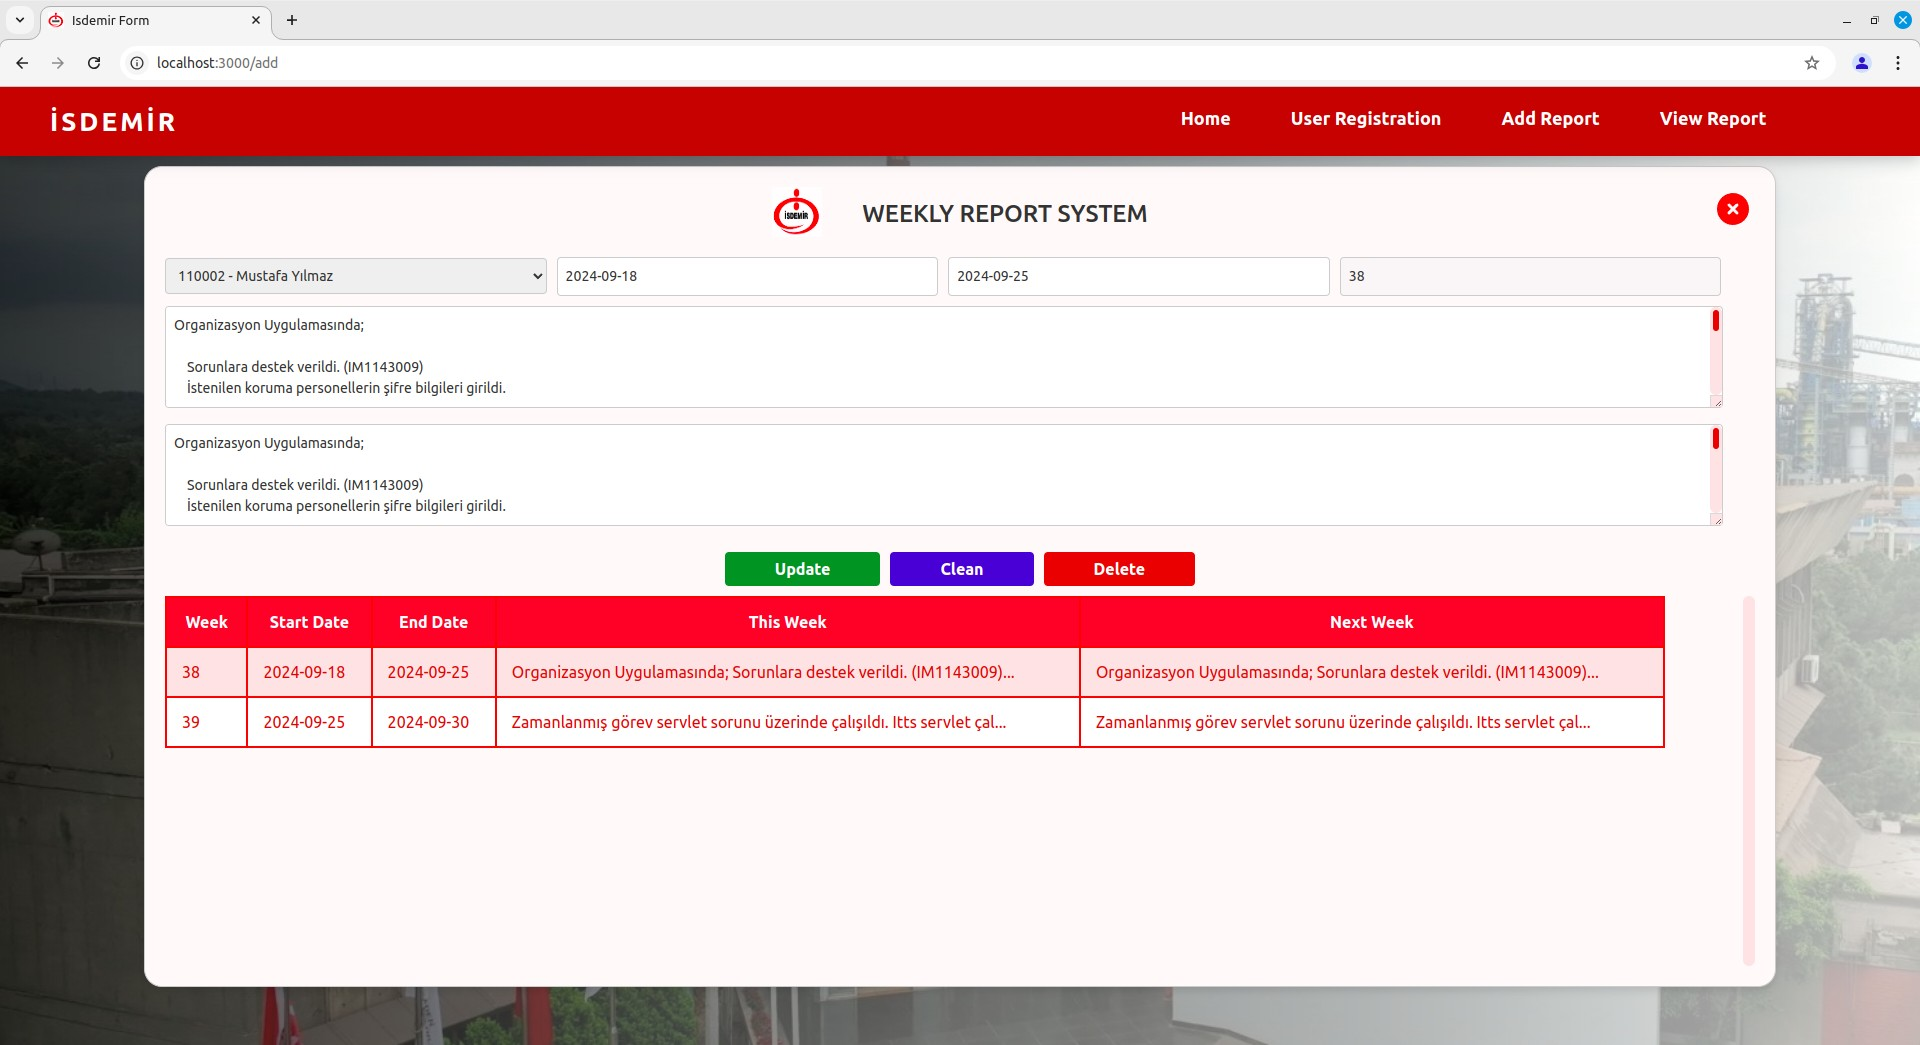 Isdemir Form
localhost:3000/add
İSDEMİR
Home User Registration Add Report View Report
İSDEMİR
WEEKLY REPORT SYSTEM
110002 - Mustafa Yılmaz 2024-09-18 2024-09-25 38
Organizasyon Uygulamasında;
Sorunlara destek verildi. (IM1143009)
İstenilen koruma personellerin şifre bilgileri girildi.
Organizasyon Uygulamasında;
Sorunlara destek verildi. (IM1143009)
İstenilen koruma personellerin şifre bilgileri girildi.
Update Clean Delete
Week Start Date End Date This Week Next Week
38 2024-09-18 2024-09-25 Organizasyon Uygulamasında; Sorunlara destek verildi. (IM1143009)... Organizasyon Uygulamasında; Sorunlara destek verildi. (IM1143009)...
39 2024-09-25 2024-09-30 Zamanlanmış görev servlet sorunu üzerinde çalışıldı. Itts servlet çal... Zamanlanmış görev servlet sorunu üzerinde çalışıldı. Itts servlet çal...